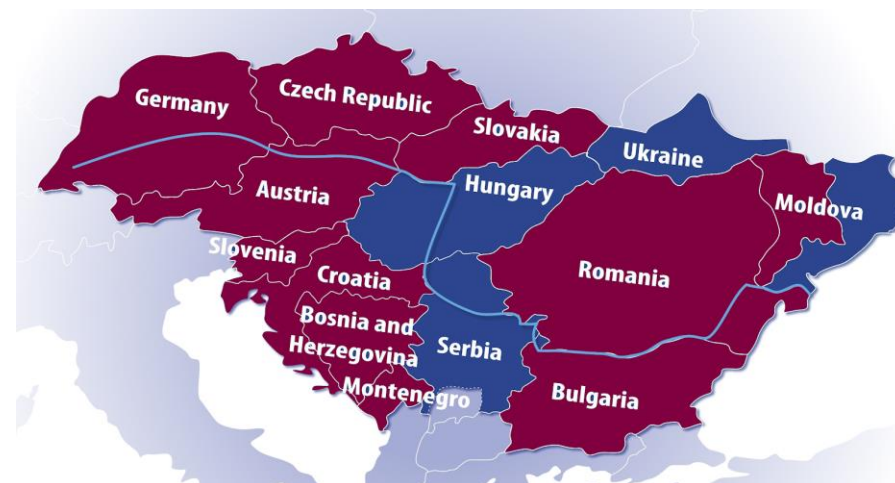 Germany
Czech Republic
Slovakia
Ukraine
Hungary
Austria
Moldova
Slovenia
Croatia
Romania
Bosnia and
Herzegovina
Serbia
Montenegro
Bulgaria